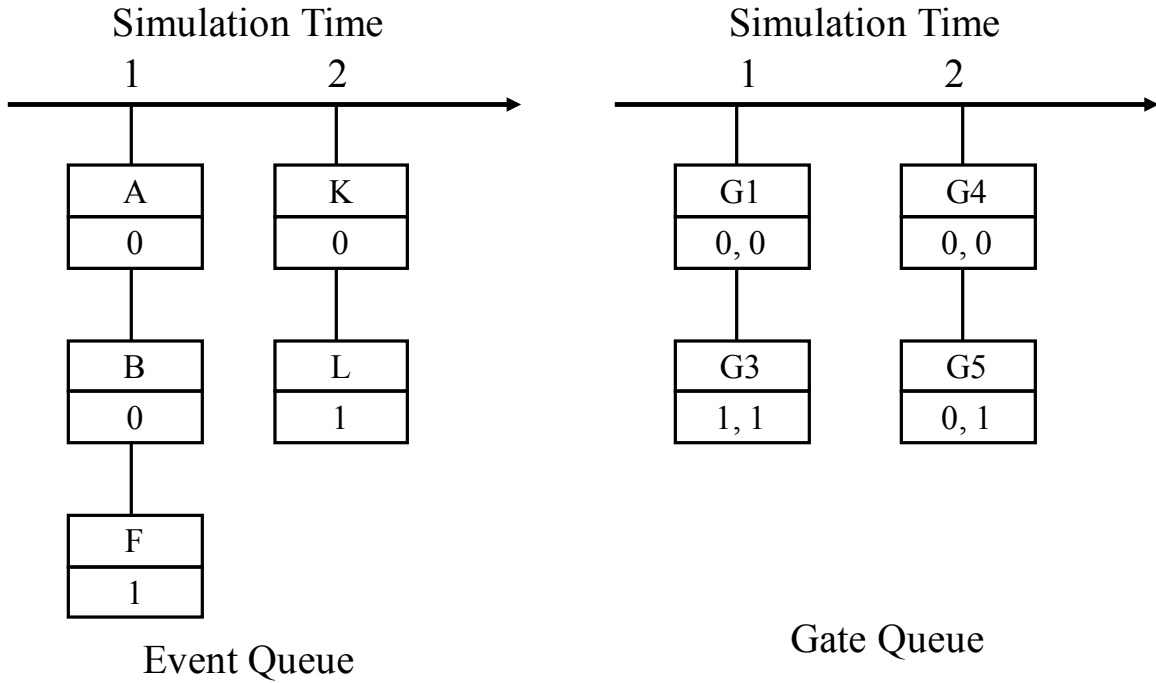 Simulation Time
1 2
A
0
B
0
F
1
K
0
L
1
Event Queue
Simulation Time
1 2
G1
0, 0
G3
1, 1
G4
0, 0
G5
0, 1
Gate Queue